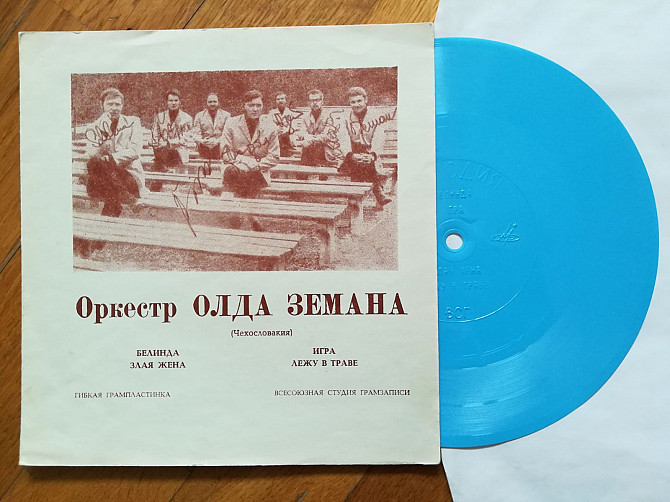 Оркестр ОЛДА ЗЕМАНА
(Чехословакия)
БЕЛИНДА
ЗЛАЯ ЖЕНА
ИГРА
ЛЕЖУ В ТРАВЕ
ГИБКАЯ ГРАМПЛАСТИНКА
ВСЕСОЮЗНАЯ СТУДИЯ ГРАМЗАПИСИ